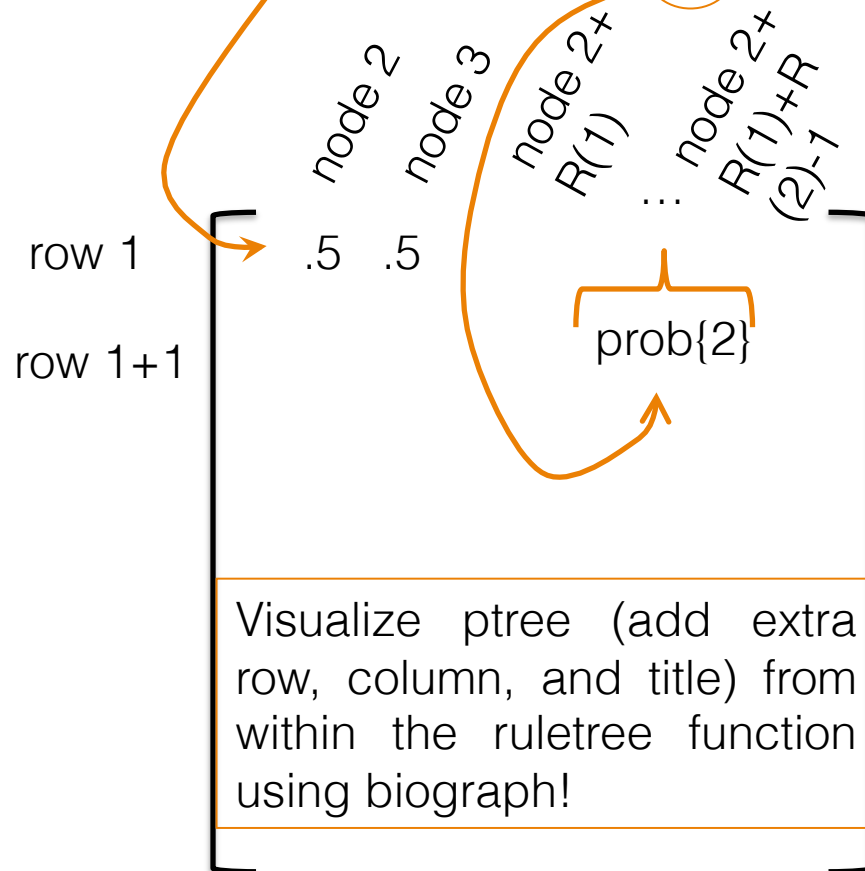 node 2
node 3
node 2+
R(1)
...
node 2+
R(1)+R
(2)-1
row 1
.5 .5
row 1+1
prob{2}
Visualize ptree (add extra
row, column, and title) from
within the ruletree function
using biograph!